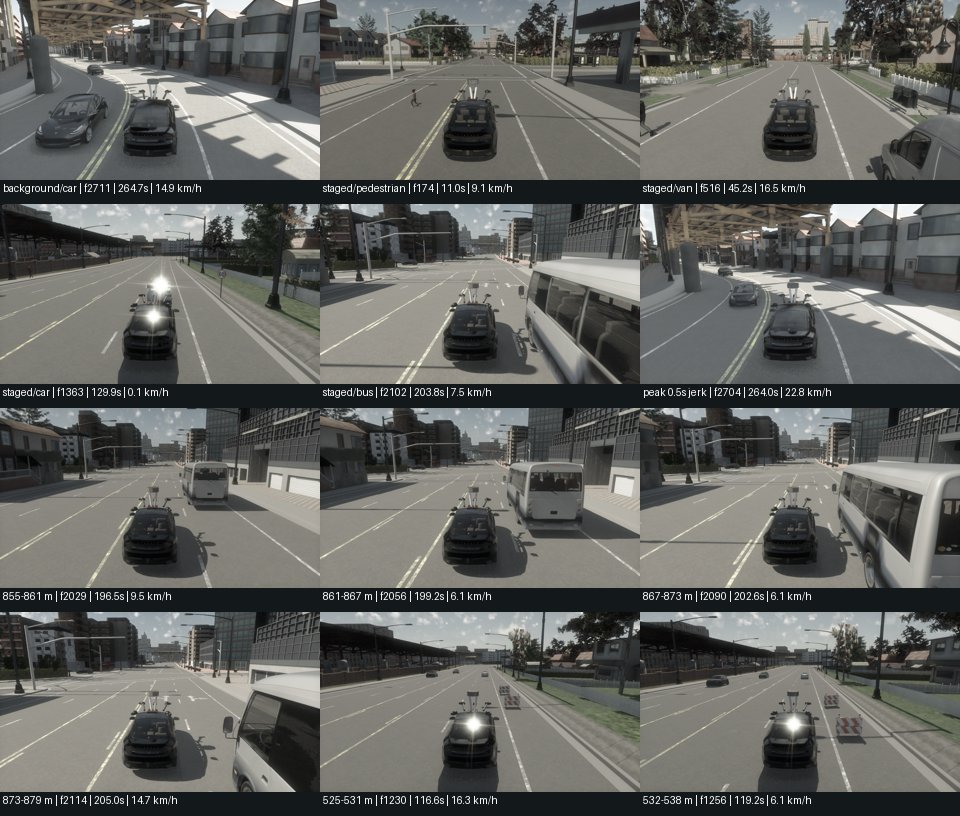 background/car | f2711 | 264.7s | 14.9 km/h
staged/pedestrian | f174 | 11.0s | 9.1 km/h
staged/van | f516 | 45.2s | 16.5 km/h
staged/car | f1363 | 129.9s | 0.1 km/h
staged/bus | f2102 | 203.8s | 7.5 km/h
peak 0.5s jerk | f2704 | 264.0s | 22.8 km/h
855-861 m | f2029 | 196.5s | 9.5 km/h
861-867 m | f2056 | 199.2s | 6.1 km/h
867-873 m | f2090 | 202.6s | 6.1 km/h
873-879 m | f2114 | 205.0s | 14.7 km/h
525-531 m | f1230 | 116.6s | 16.3 km/h
532-538 m | f1256 | 119.2s | 6.1 km/h